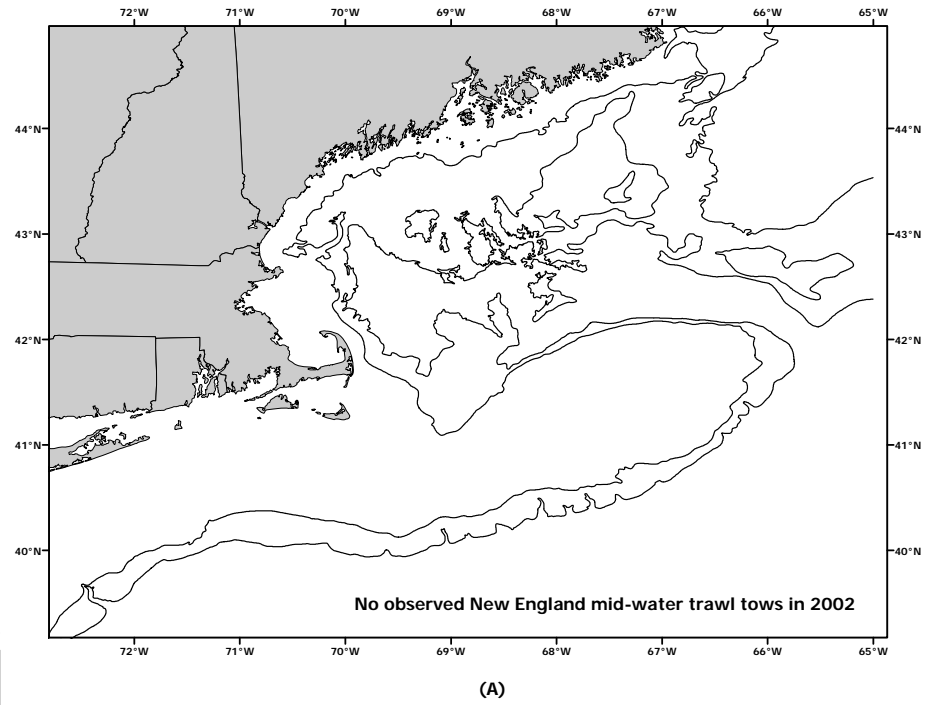 72°W 71°W 70°W 69°W 68°W 67°W 66°W 65°W
44°N 44°N
43°N 43°N
42°N 42°N
41°N 41°N
40°N 40°N
No observed New England mid-water trawl tows in 2002
72°W 71°W 70°W 69°W 68°W 67°W 66°W 65°W
(A)